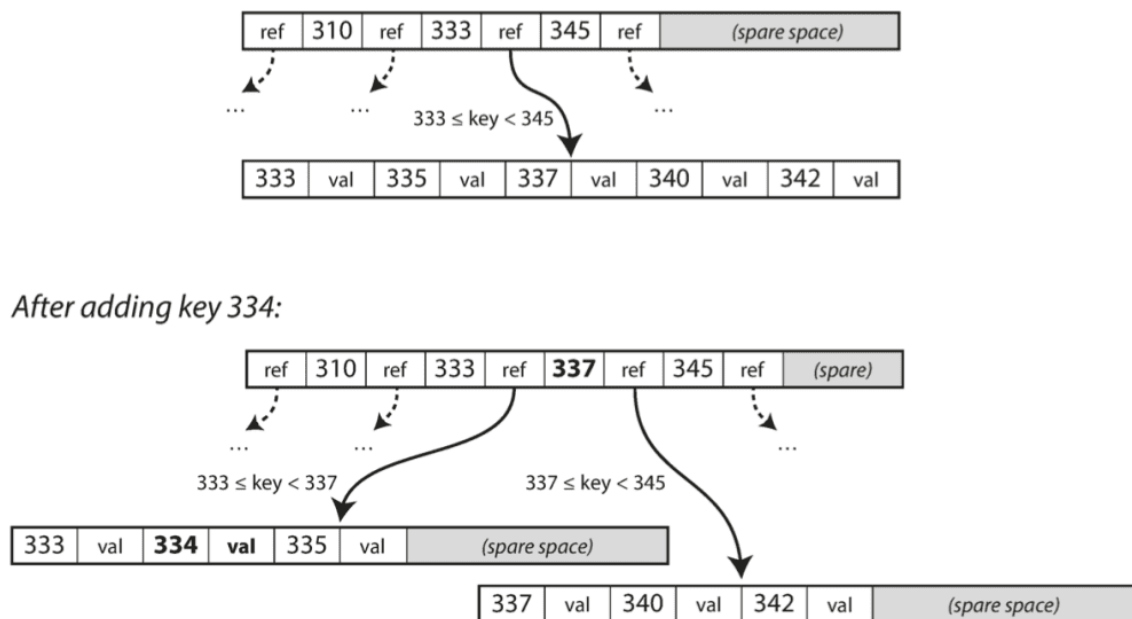 ref 310 ref 333 ref 345 ref (spare space)
... ... ...
333 ≤ key < 345
333 val 335 val 337 val 340 val 342 val
After adding key 334:
ref 310 ref 333 ref 337 ref 345 ref (spare)
... ... ...
333 ≤ key < 337 337 ≤ key < 345
333 val 334 val 335 val (spare space)
337 val 340 val 342 val (spare space)